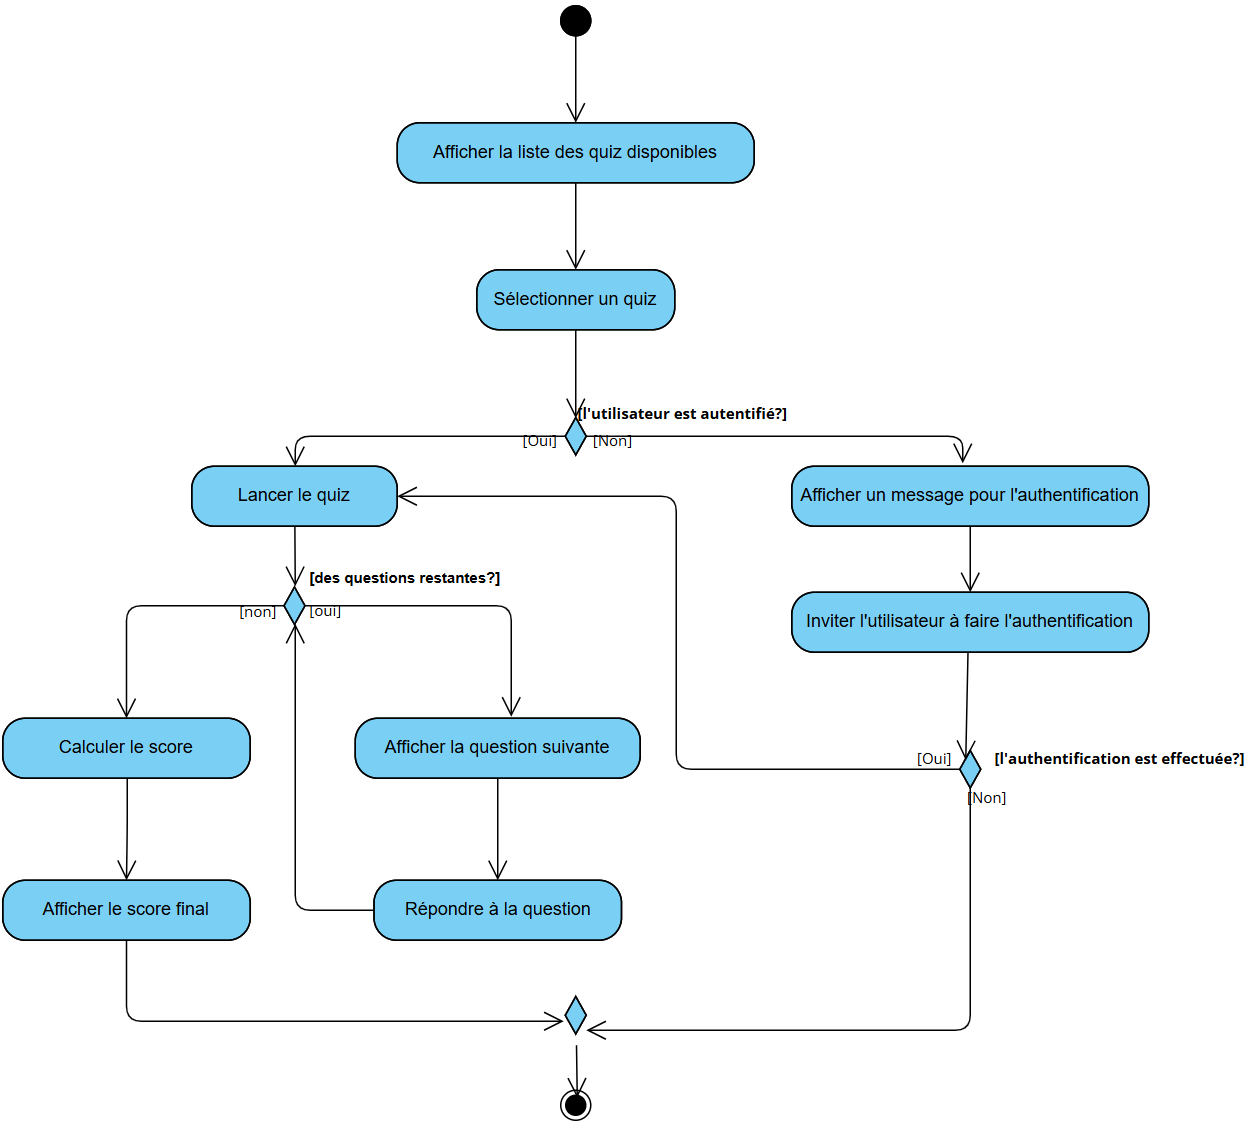 Afficher la liste des quiz disponibles
Sélectionner un quiz
[l'utilisateur est autentifié?]
[Oui]
[Non]
Lancer le quiz
Afficher un message pour l'authentification
[des questions restantes?]
[non]
[oui]
Inviter l'utilisateur à faire l'authentification
Calculer le score
Afficher la question suivante
[Oui]
[l'authentification est effectuée?]
[Non]
Afficher le score final
Répondre à la question